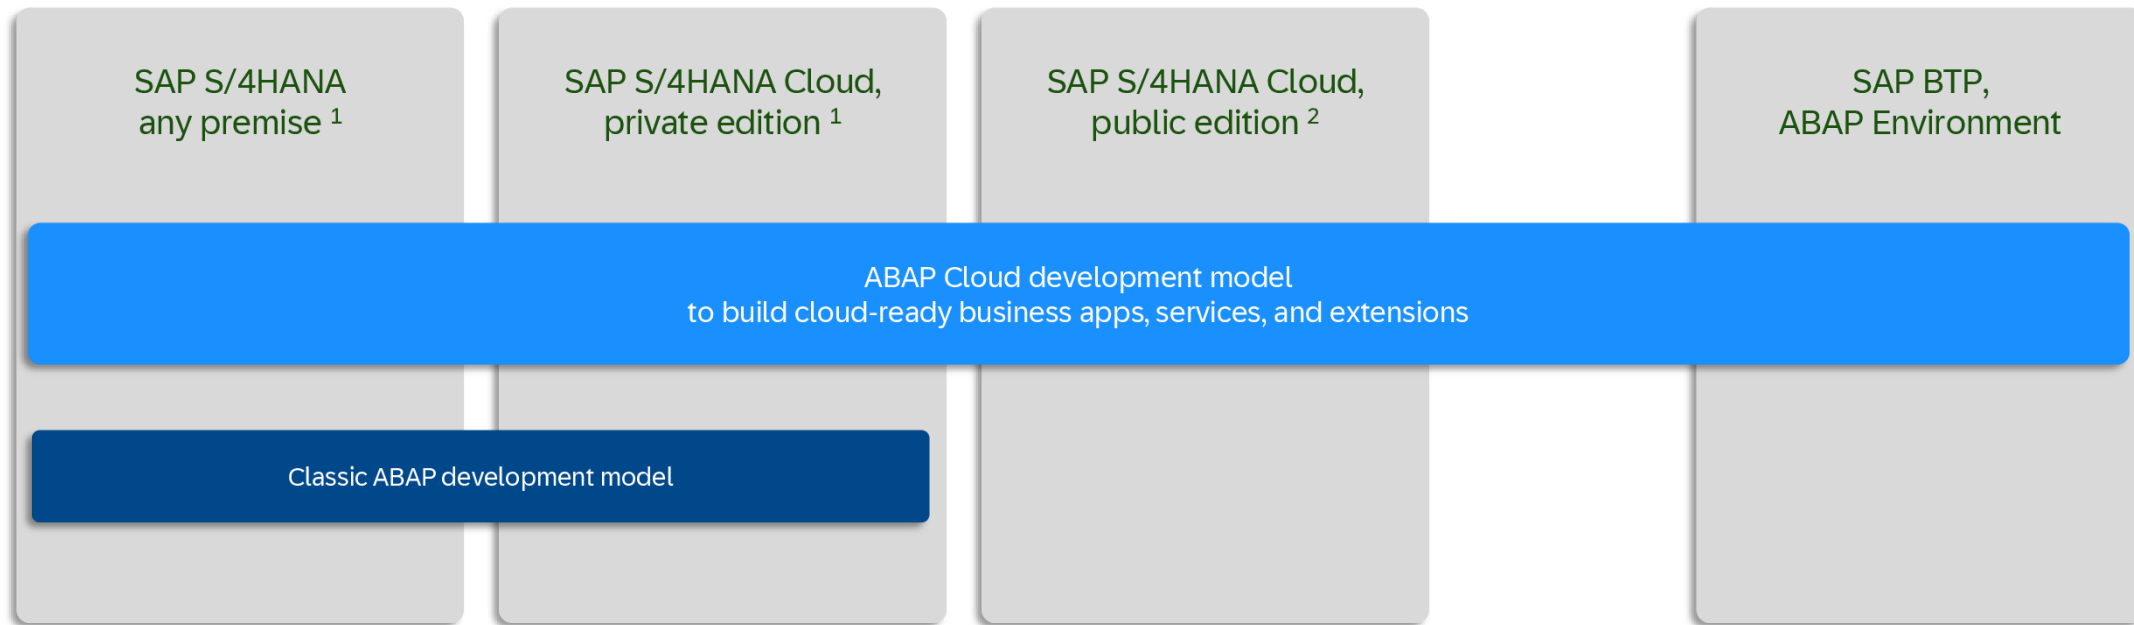 SAP S/4HANA
any premise ¹
SAP S/4HANA Cloud,
private edition ¹
SAP S/4HANA Cloud,
public edition ²
SAP BTP,
ABAP Environment
ABAP Cloud development model
to build cloud-ready business apps, services, and extensions
Classic ABAP development model